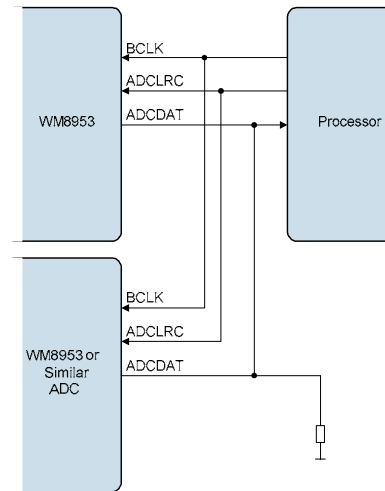 BCLK
ADCLRC
WM8953
ADCDAT
Processor
BCLK
ADCLRC
WM8953 or
Similar
ADC
ADCDAT